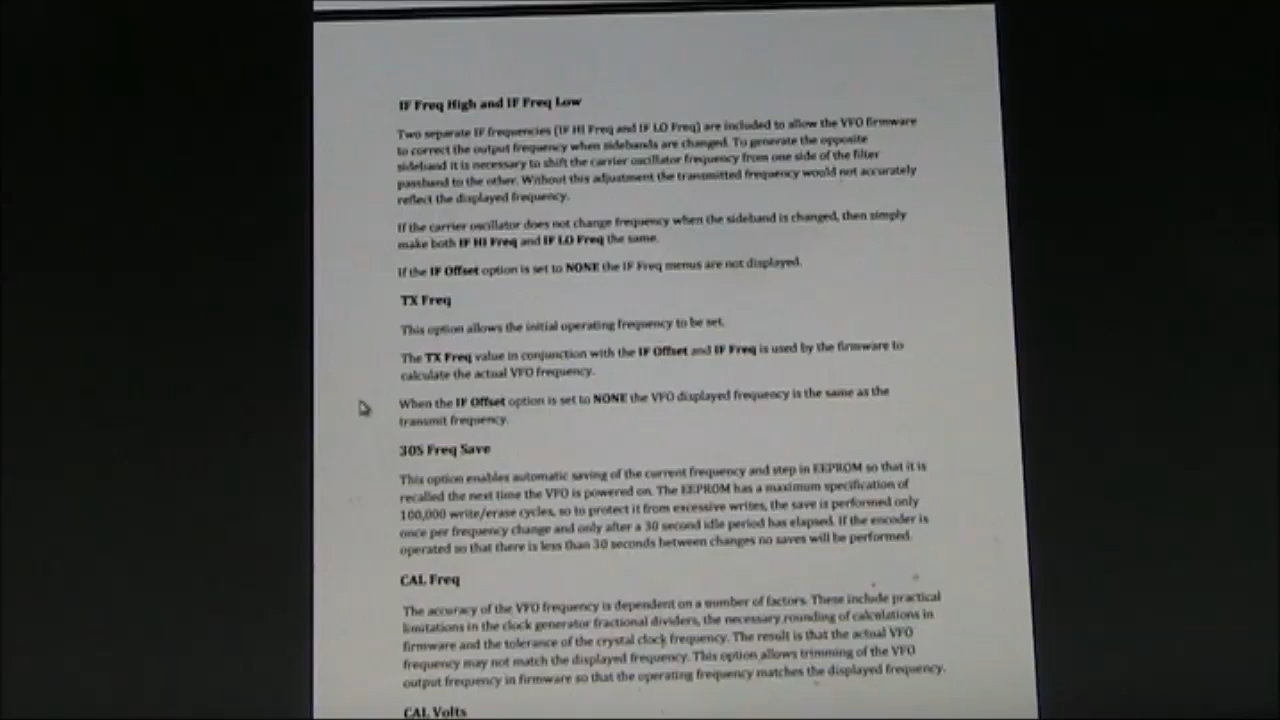 IF Freq High and IF Freq Low
Two separate IF frequencies (IF HI Freq and IF LO Freq) are included to allow the VFO firmware
to correct the output frequency when sidebands are changed. To generate the opposite
sideband it is necessary to shift the carrier oscillator frequency from one side of the filter
passband to the other. Without this adjustment the transmitted frequency would not accurately
reflect the displayed frequency.
If the carrier oscillator does not change frequency when the sideband is changed, then simply
make both IF HI Freq and IF LO Freq the same.
If the IF Offset option is set to NONE the IF Freq menus are not displayed.
TX Freq
This option allows the initial operating frequency to be set.
The TX Freq value in conjunction with the IF Offset and IF Freq is used by the firmware to
calculate the actual VFO frequency.
When the IF Offset option is set to NONE the VFO displayed frequency is the same as the
transmit frequency.
30S Freq Save
This option enables automatic saving of the current frequency and step in EEPROM so that it is
recalled the next time the VFO is powered on. The EEPROM has a maximum specification of
100,000 write/erase cycles, so to protect it from excessive writes, the save is performed only
once per frequency change and only after a 30 second idle period has elapsed. If the encoder is
operated so that there is less than 30 seconds between changes no saves will be performed.
CAL Freq
The accuracy of the VFO frequency is dependent on a number of factors. These include practical
limitations in the clock generator fractional dividers, the necessary rounding of calculations in
firmware and the tolerance of the crystal clock frequency. The result is that the actual VFO
frequency may not match the displayed frequency. This option allows trimming of the VFO
output frequency in firmware so that the operating frequency matches the displayed frequency.
CAL Volts